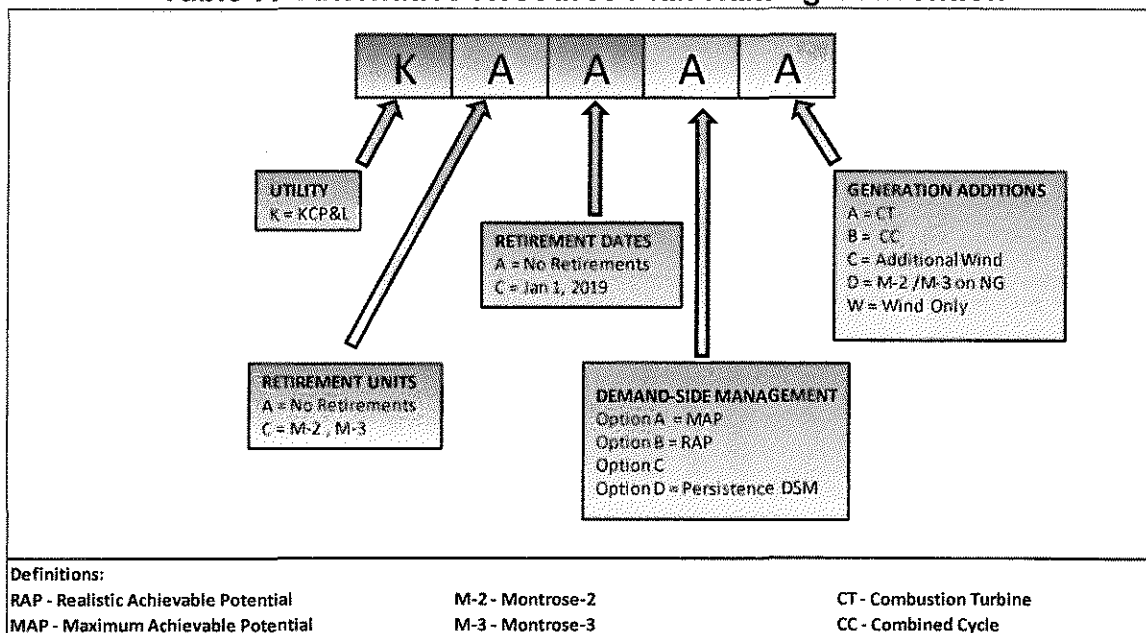 K A A A A
UTILITY
K = KCP&L
RETIREMENT DATES
A = No Retirements
C = Jan 1, 2019
GENERATION ADDITIONS
A = CT
B = CC
C = Additional Wind
D = M-2 / M-3 on NG
W = Wind Only
RETIREMENT UNITS
A = No Retirements
C = M-2 , M-3
DEMAND-SIDE MANAGEMENT
Option A = MAP
Option B = RAP
Option C
Option D = Persistence DSM
Definitions:
RAP - Realistic Achievable Potential M-2 - Montrose-2 CT - Combustion Turbine
MAP - Maximum Achievable Potential M-3 - Montrose-3 CC - Combined Cycle